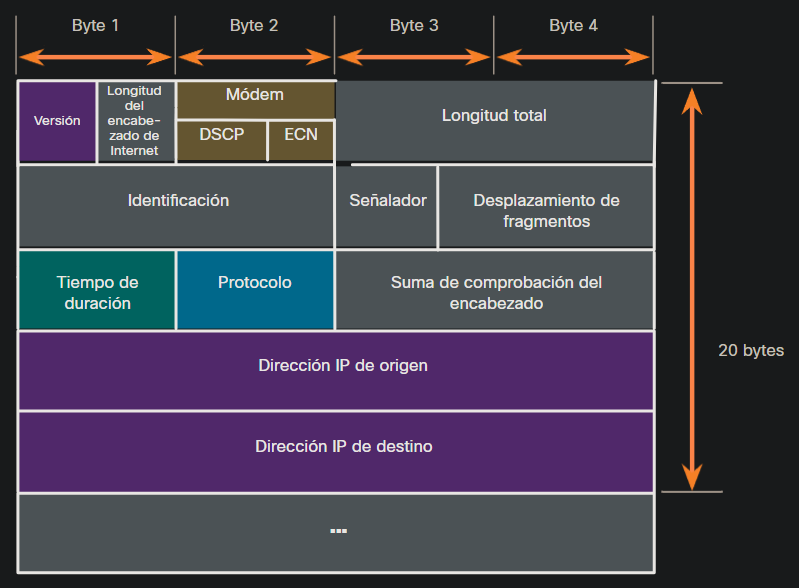 Byte 1 Byte 2 Byte 3 Byte 4
Versión
Longitud
del
encabe-
zado de
Internet
Módem
DSCP ECN
Longitud total
Identificación
Señalador
Desplazamiento de
fragmentos
Tiempo de
duración
Protocolo
Suma de comprobación del
encabezado
Dirección IP de origen
Dirección IP de destino
...
20 bytes